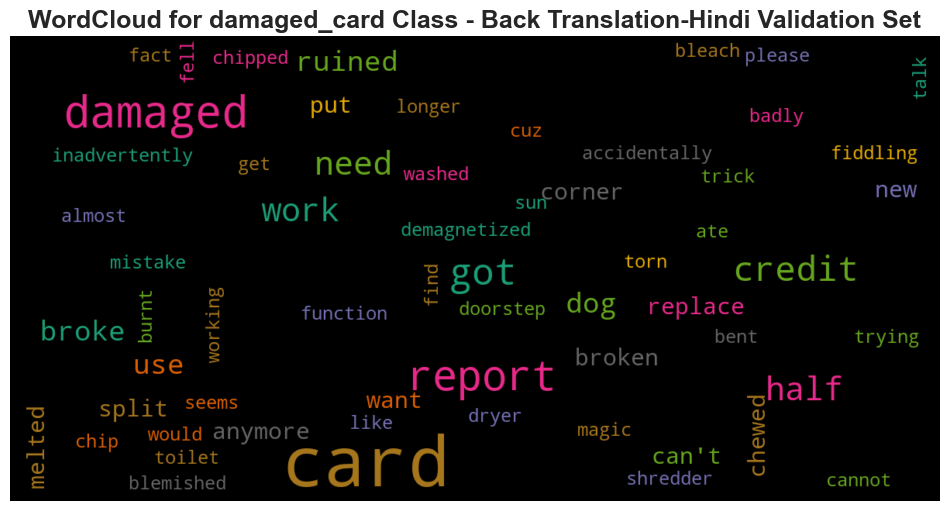 WordCloud for damaged_card Class - Back Translation-Hindi Validation Set
fact
fell
chipped
ruined
bleach
please
talk
damaged
put
longer
badly
cuz
inadvertently
get
need
washed
accidentally
fiddling
trick
corner
new
almost
work
sun
demagnetized
ate
mistake
find
got
torn
credit
burnt
working
function
doorstep
dog
replace
broke
bent
trying
use
broken
report
half
melted
split
seems
want
like
dryer
chewed
chip
would
anymore
card
magic
toilet
can't
blemished
shredder
cannot